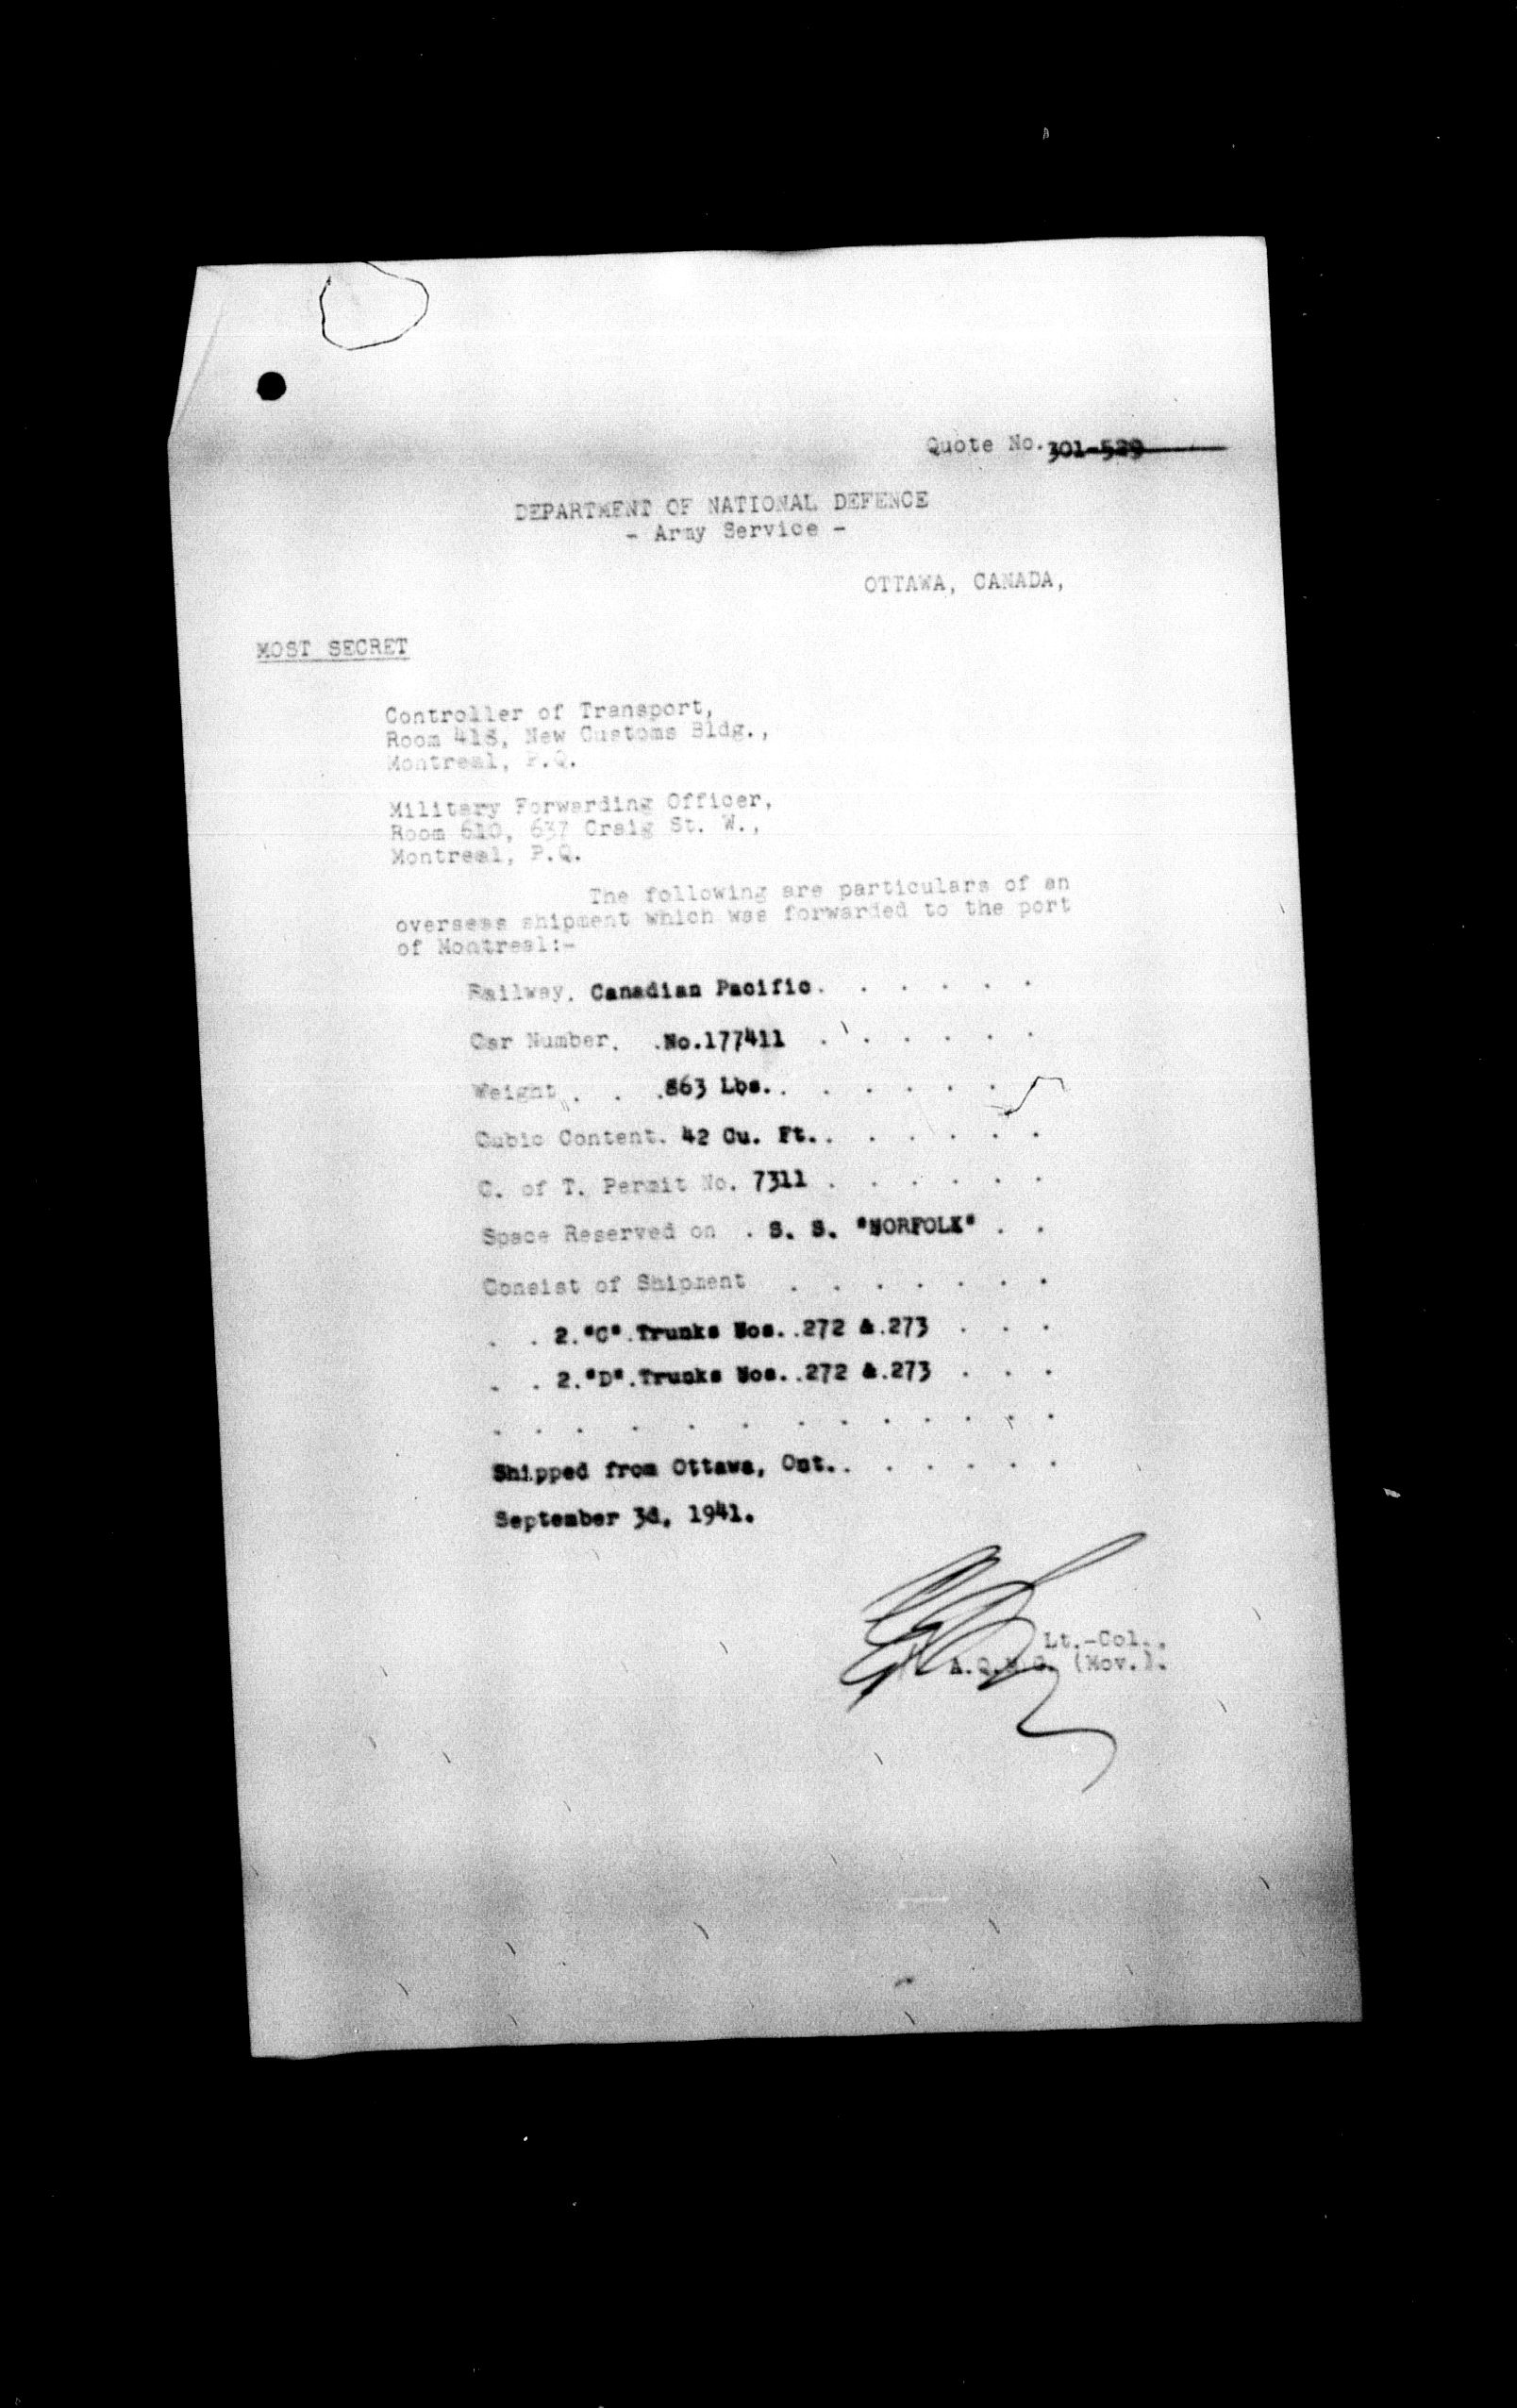 Quote No. 301-529
DEPARTMENT OF NATIONAL DEFENCE
- Army Service -
OTTAWA, CANADA,
MOST SECRET
Controller of Transport,
Room 418, New Customs Bldg.,
Montreal, P.Q.
Military Forwarding Officer,
Room 610, 637 Craig St. W.,
Montreal, P.Q.
The following are particulars of an
overseas shipment which was forwarded to the port
of Montreal:-
Railway. Canadian Pacific. . . . . . .
Car Number. .No.177411 . . . . . .
Weight . . .863 Lbs. . . . . . .
Cubic Content. 42 Cu. Ft. . . . . . .
C. of T. Permit No. 7311 . . . . . .
Space Reserved on . S. S. "NORFOLK" . .
Consist of Shipment . . . . . . .
. . 2."C".Trunks Nos. .272 &.273 . . .
. . 2."D".Trunks Nos. .272 &.273 . . .
. . . . . . . . . . . . .
Shipped from Ottawa, Ont. . . . . . .
September 3d, 1941.
Lt.-Col.,
A.Q.M.G. (Mov.).